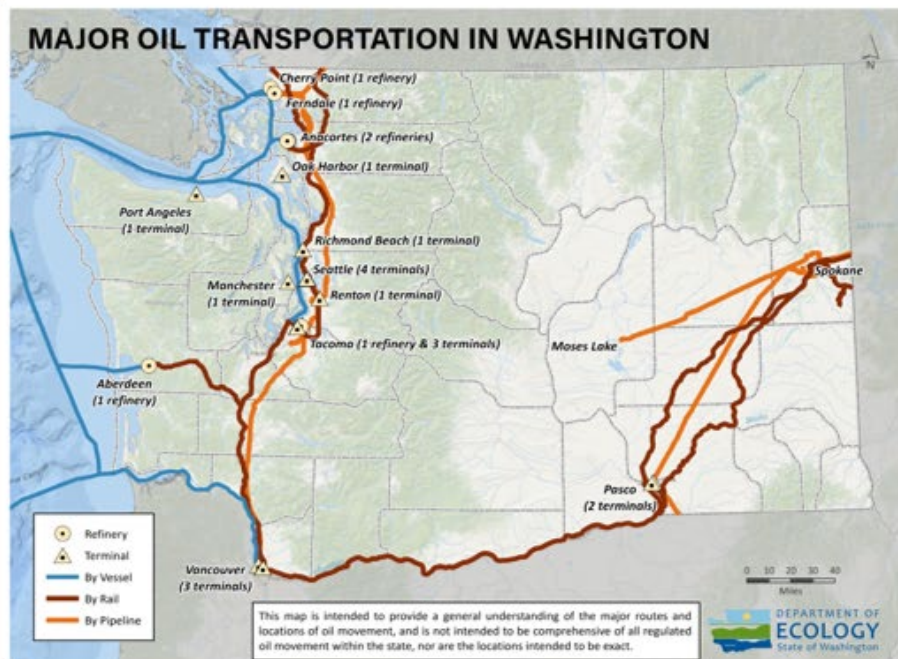 MAJOR OIL TRANSPORTATION IN WASHINGTON
N
Cherry Point (1 refinery)
Ferndale (1 refinery)
Anacortes (2 refineries)
Oak Harbor (1 terminal)
Port Angeles
(1 terminal)
Richmond Beach (1 terminal)
Seattle (4 terminals)
Manchester
(1 terminal)
Renton (1 terminal)
Spokane
Tacoma (1 refinery & 3 terminals)
Moses Lake
Aberdeen
(1 refinery)
Pasco
(2 terminals)
Vancouver
(3 terminals)
Refinery
Terminal
By Vessel
By Rail
By Pipeline
0 10 20 30 40
Miles
This map is intended to provide a general understanding of the major routes and
locations of oil movement, and is not intended to be comprehensive of all regulated
oil movement within the state, nor are the locations intended to be exact.
DEPARTMENT OF
ECOLOGY
State of Washington